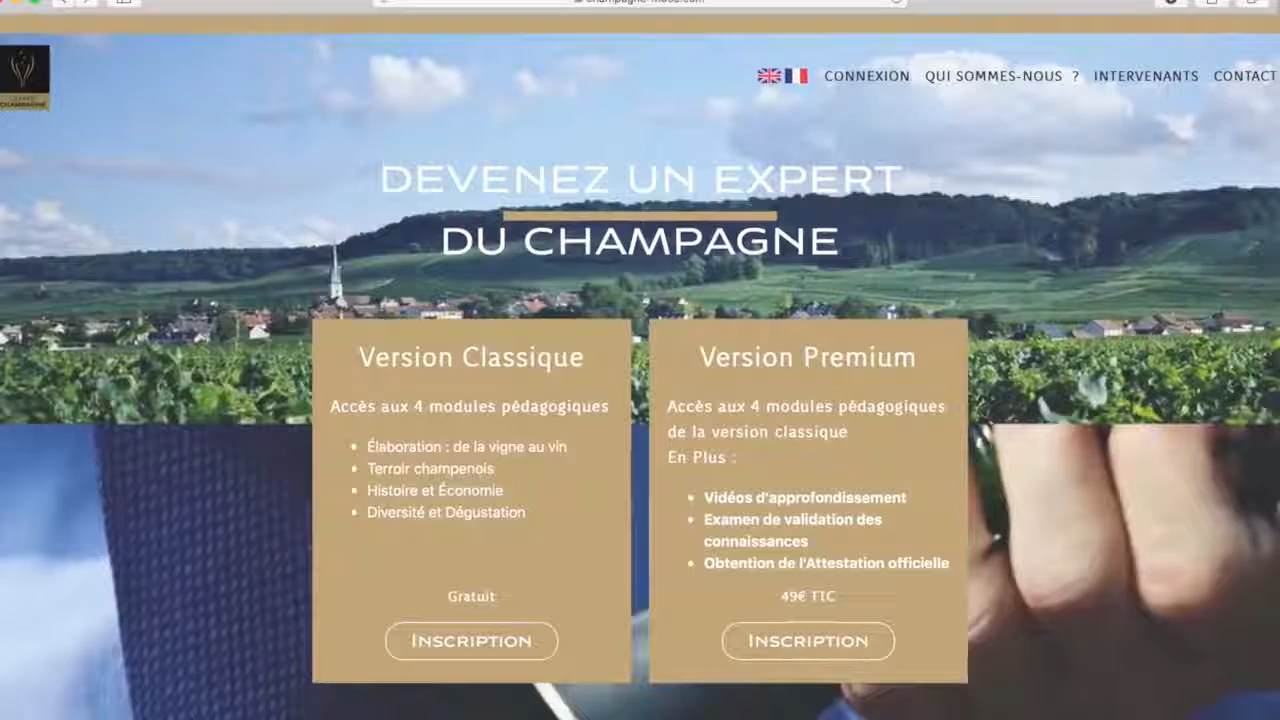 CHAMPAGNE
CONNEXION QUI SOMMES-NOUS ? INTERVENANTS CONTACT
DEVENEZ UN EXPERT
DU CHAMPAGNE
Version Classique
Accès aux 4 modules pédagogiques
• Élaboration : de la vigne au vin
• Terroir champenois
• Histoire et Économie
• Diversité et Dégustation
Gratuit
INSCRIPTION
Version Premium
Accès aux 4 modules pédagogiques
de la version classique
En Plus :
• Vidéos d'approfondissement
• Examen de validation des
connaissances
• Obtention de l'Attestation officielle
49€ TTC
INSCRIPTION